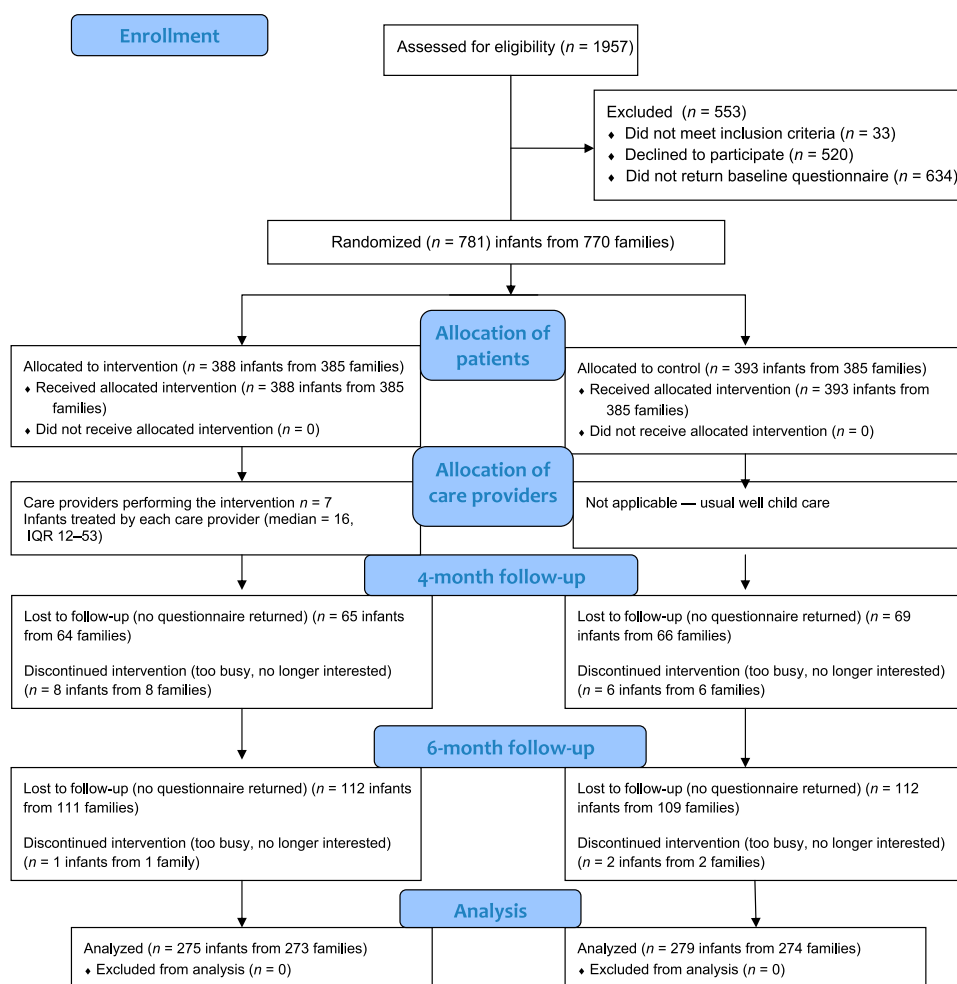 Enrollment
Assessed for eligibility (n = 1957)
Excluded (n = 553)
♦ Did not meet inclusion criteria (n = 33)
♦ Declined to participate (n = 520)
♦ Did not return baseline questionnaire (n = 634)
Randomized (n = 781) infants from 770 families)
Allocation of
patients
Allocated to intervention (n = 388 infants from 385 families)
♦ Received allocated intervention (n = 388 infants from 385
families)
♦ Did not receive allocated intervention (n = 0)
Allocated to control (n = 393 infants from 385 families)
♦ Received allocated intervention (n = 393 infants from
385 families)
♦ Did not receive allocated intervention (n = 0)
Allocation of
care providers
Care providers performing the intervention n = 7
Infants treated by each care provider (median = 16,
IQR 12–53)
Not applicable — usual well child care
4-month follow-up
Lost to follow-up (no questionnaire returned) (n = 65 infants
from 64 families)
Discontinued intervention (too busy, no longer interested)
(n = 8 infants from 8 families)
Lost to follow-up (no questionnaire returned) (n = 69
infants from 66 families)
Discontinued intervention (too busy, no longer interested)
(n = 6 infants from 6 families)
6-month follow-up
Lost to follow-up (no questionnaire returned) (n = 112 infants
from 111 families)
Discontinued intervention (too busy, no longer interested)
(n = 1 infants from 1 family)
Lost to follow-up (no questionnaire returned) (n = 112
infants from 109 families)
Discontinued intervention (too busy, no longer interested)
(n = 2 infants from 2 families)
Analysis
Analyzed (n = 275 infants from 273 families)
♦ Excluded from analysis (n = 0)
Analyzed (n = 279 infants from 274 families)
♦ Excluded from analysis (n = 0)